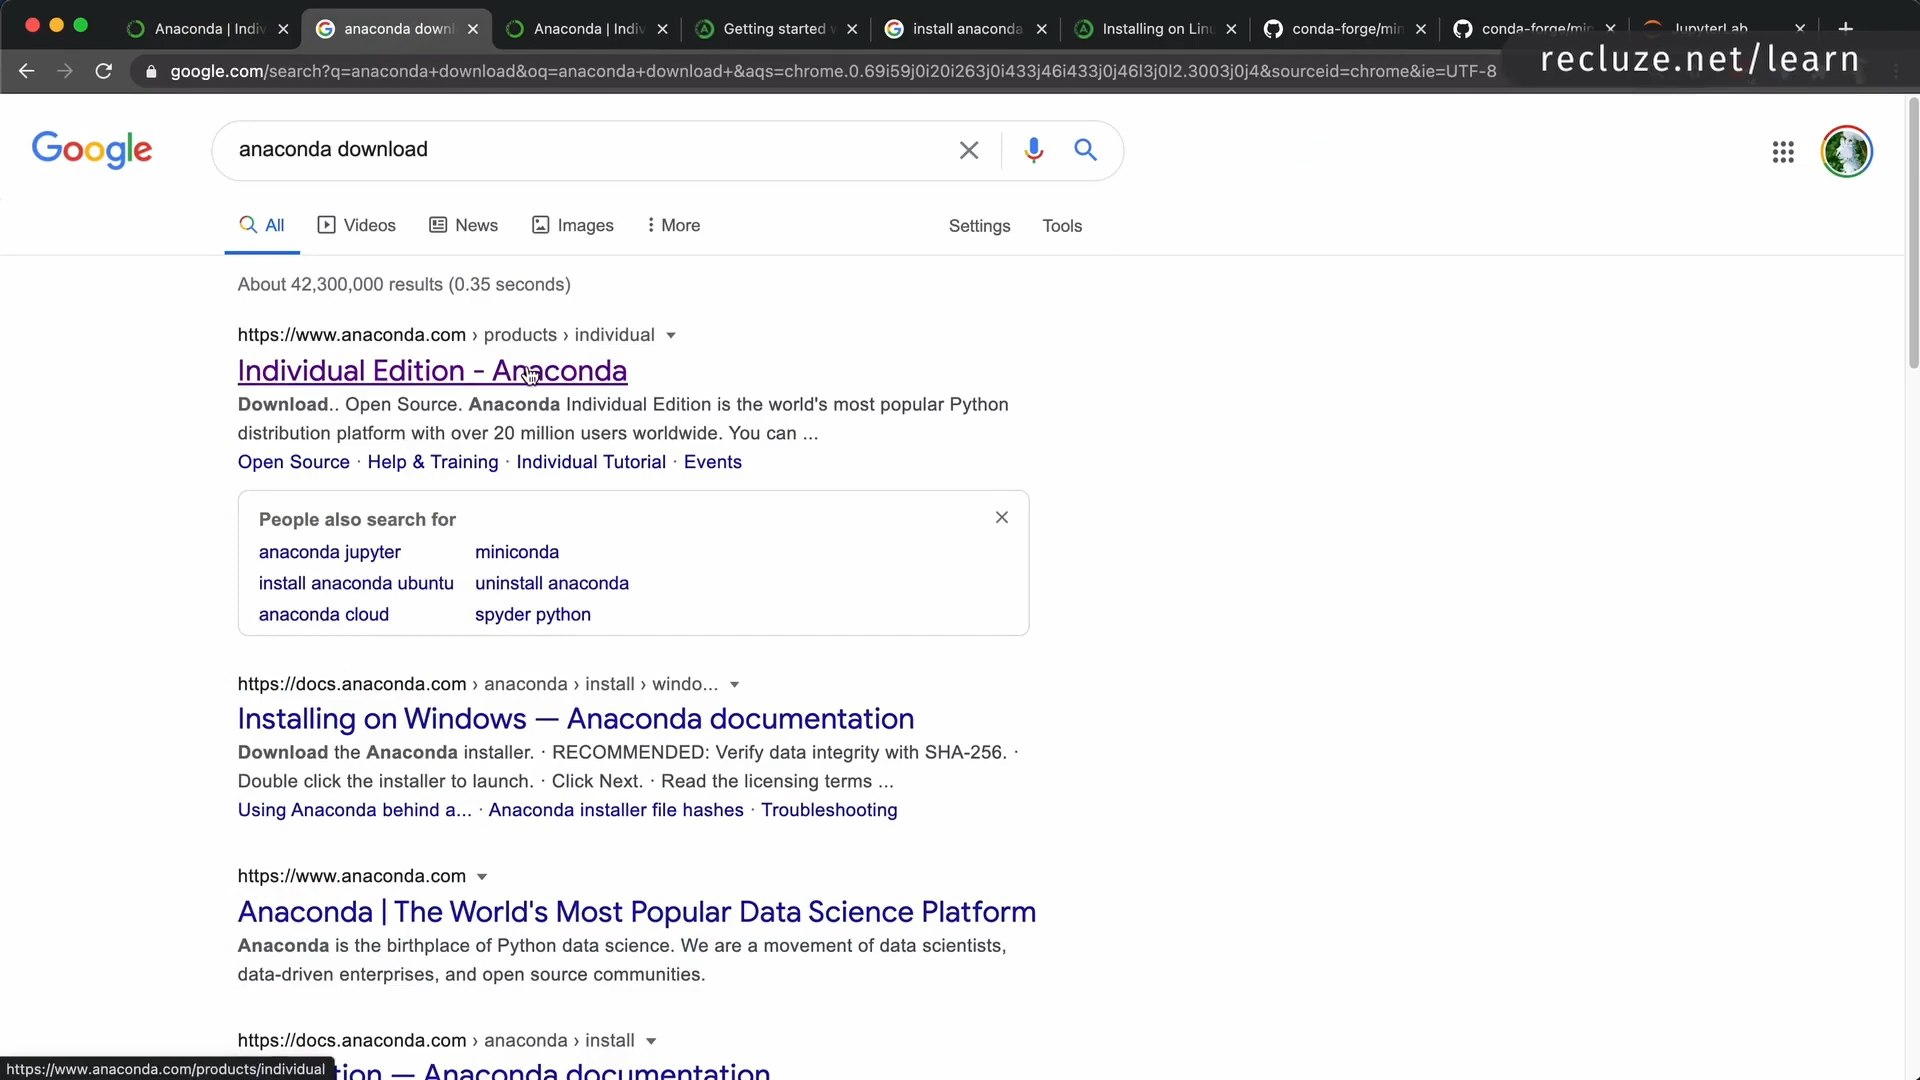 Anaconda | Indiv
anaconda downl
Anaconda | Indiv
Getting started w
install anaconda
Installing on Linu
conda-forge/min
conda-forge/min
JupyterLab
recluze.net/learn
google.com/search?q=anaconda+download&oq=anaconda+download+&aqs=chrome.0.69i59j0i20i263j0i433j46i433j0j46l3j0l2.3003j0j4&sourceid=chrome&ie=UTF-8
Google
anaconda download
All
Videos
News
Images
More
Settings
Tools
About 42,300,000 results (0.35 seconds)
https://www.anaconda.com › products › individual
Individual Edition - Anaconda
Download.. Open Source. Anaconda Individual Edition is the world's most popular Python
distribution platform with over 20 million users worldwide. You can ...
Open Source · Help & Training · Individual Tutorial · Events
People also search for
anaconda jupyter
miniconda
install anaconda ubuntu
uninstall anaconda
anaconda cloud
spyder python
https://docs.anaconda.com › anaconda › install › windo...
Installing on Windows — Anaconda documentation
Download the Anaconda installer. · RECOMMENDED: Verify data integrity with SHA-256. ·
Double click the installer to launch. · Click Next. · Read the licensing terms ...
Using Anaconda behind a... · Anaconda installer file hashes · Troubleshooting
https://www.anaconda.com
Anaconda | The World's Most Popular Data Science Platform
Anaconda is the birthplace of Python data science. We are a movement of data scientists,
data-driven enterprises, and open source communities.
https://docs.anaconda.com › anaconda › install
tion — Anaconda documentation
https://www.anaconda.com/products/individual